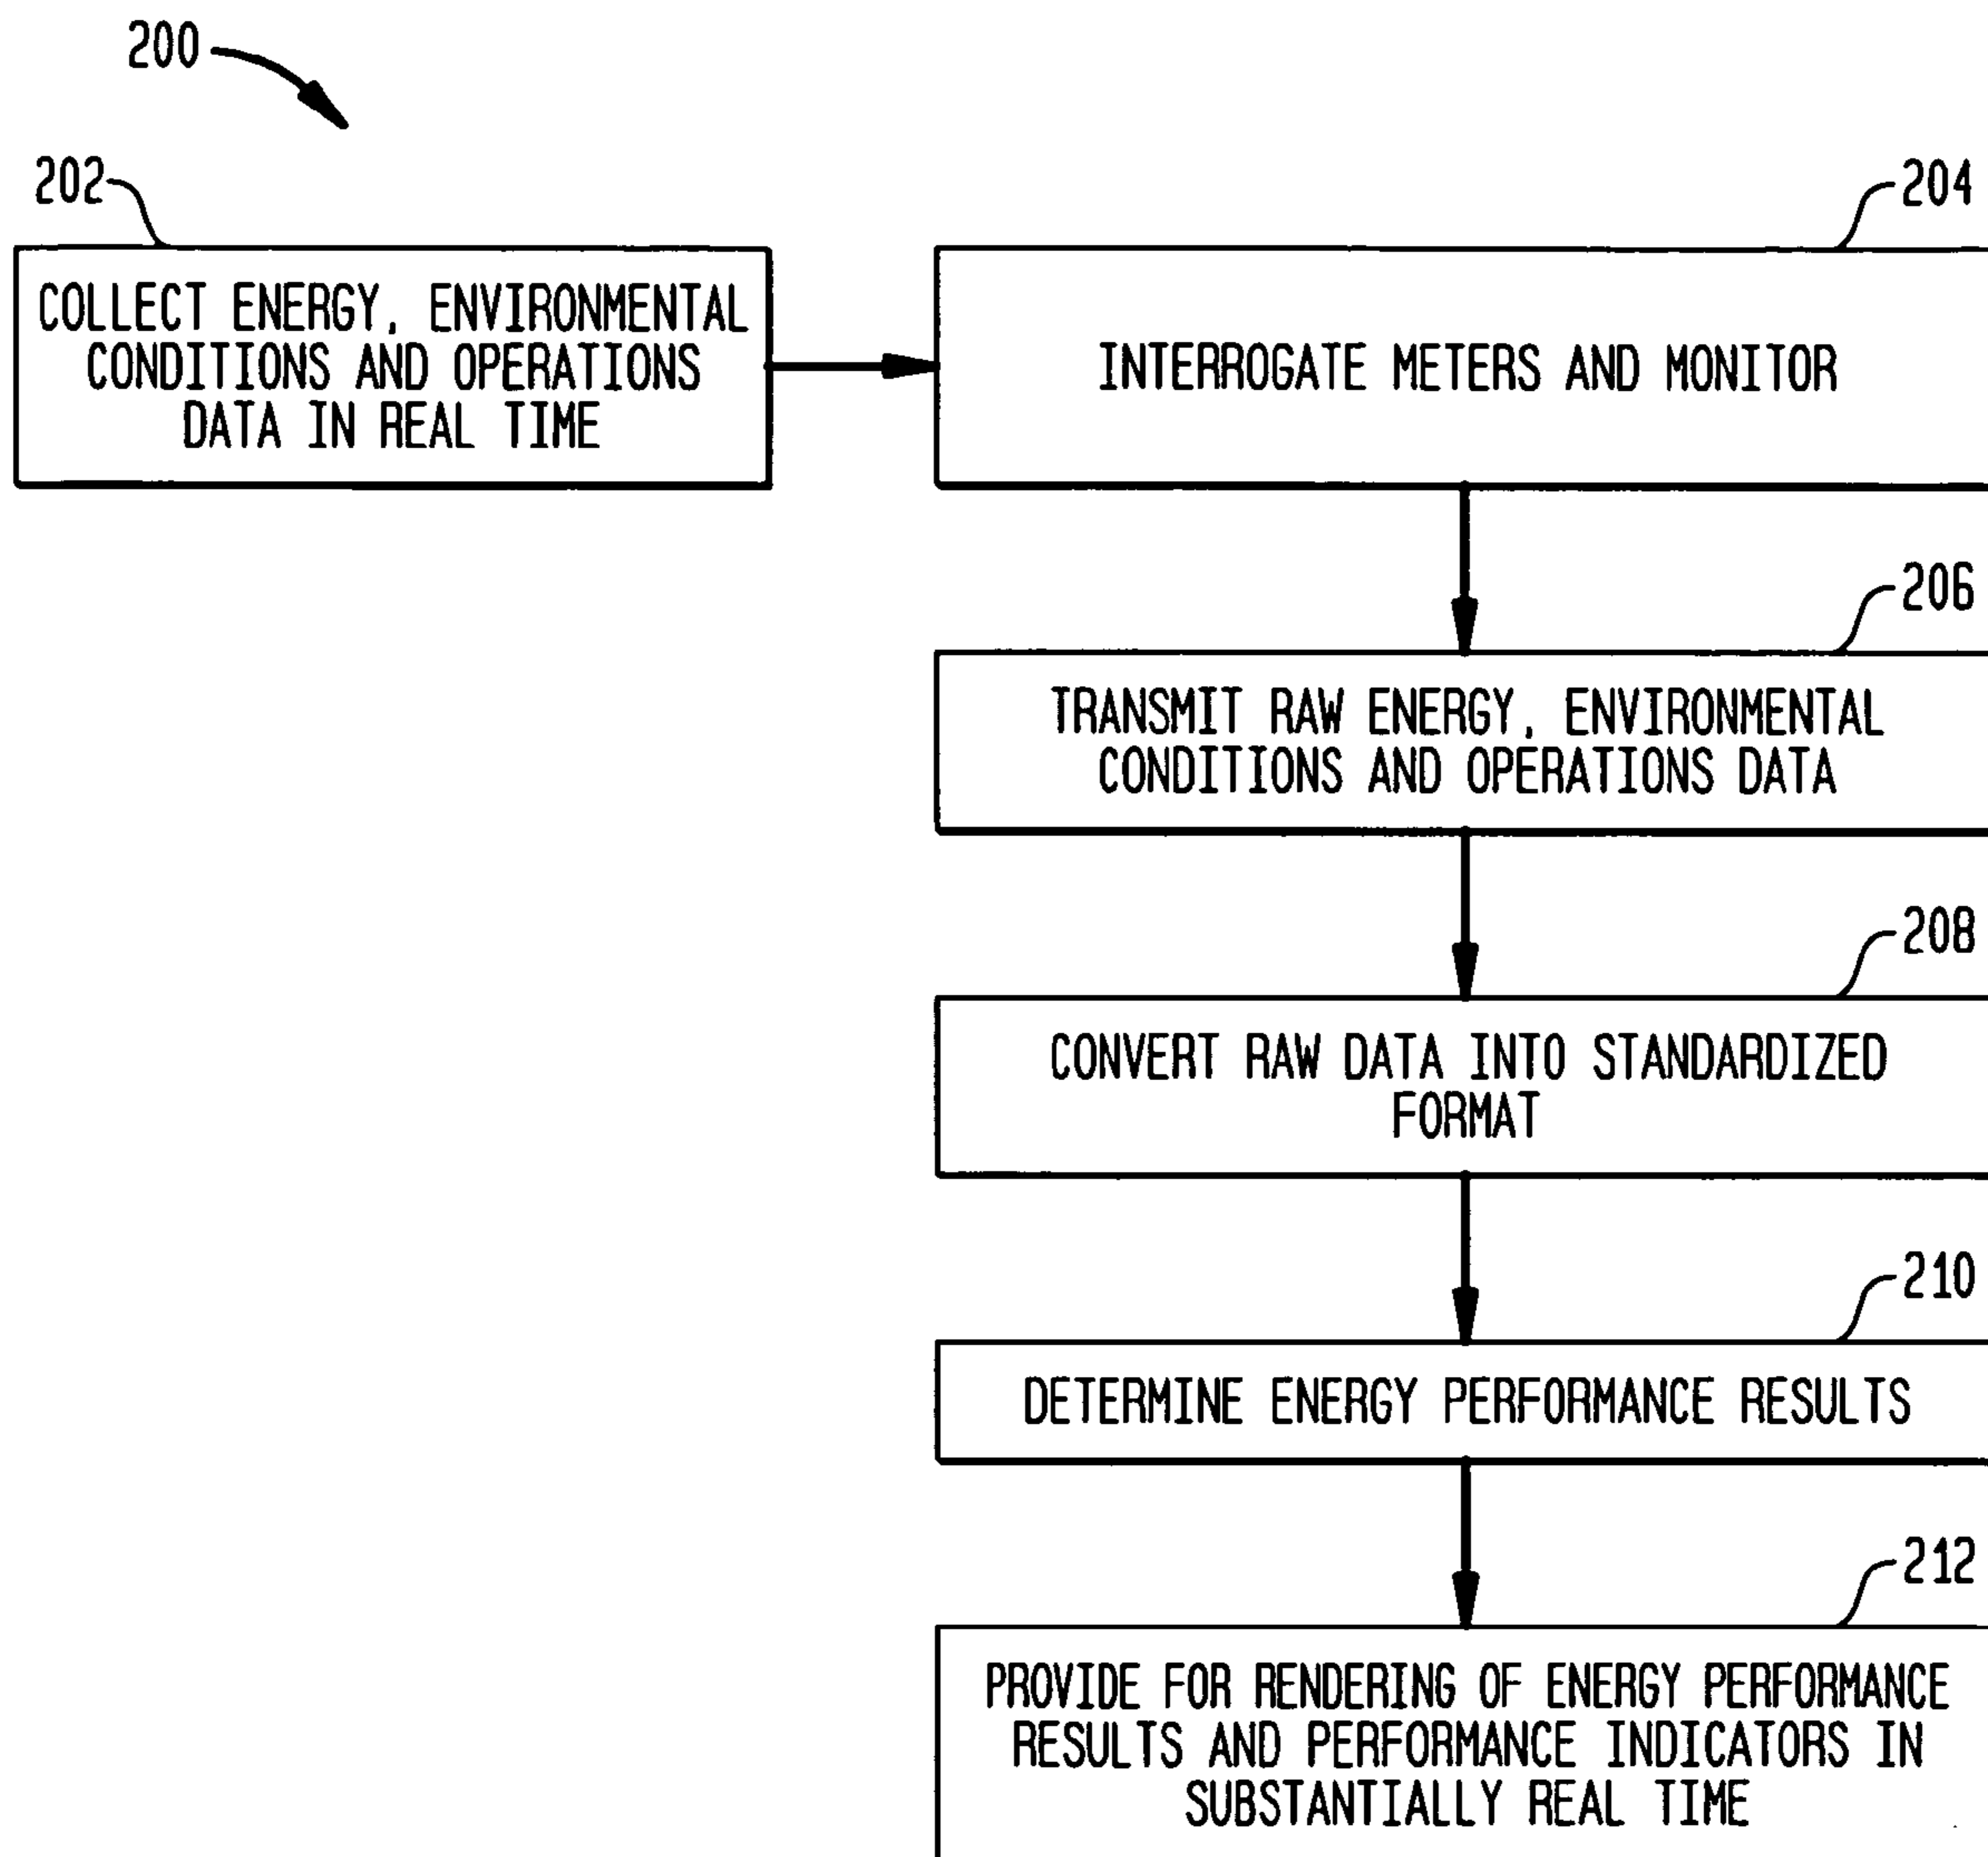 200
202
204
COLLECT ENERGY, ENVIRONMENTAL
CONDITIONS AND OPERATIONS
DATA IN REAL TIME
INTERROGATE METERS AND MONITOR
206
TRANSMIT RAW ENERGY, ENVIRONMENTAL
CONDITIONS AND OPERATIONS DATA
208
CONVERT RAW DATA INTO STANDARDIZED
FORMAT
210
DETERMINE ENERGY PERFORMANCE RESULTS
212
PROVIDE FOR RENDERING OF ENERGY PERFORMANCE
RESULTS AND PERFORMANCE INDICATORS IN
SUBSTANTIALLY REAL TIME